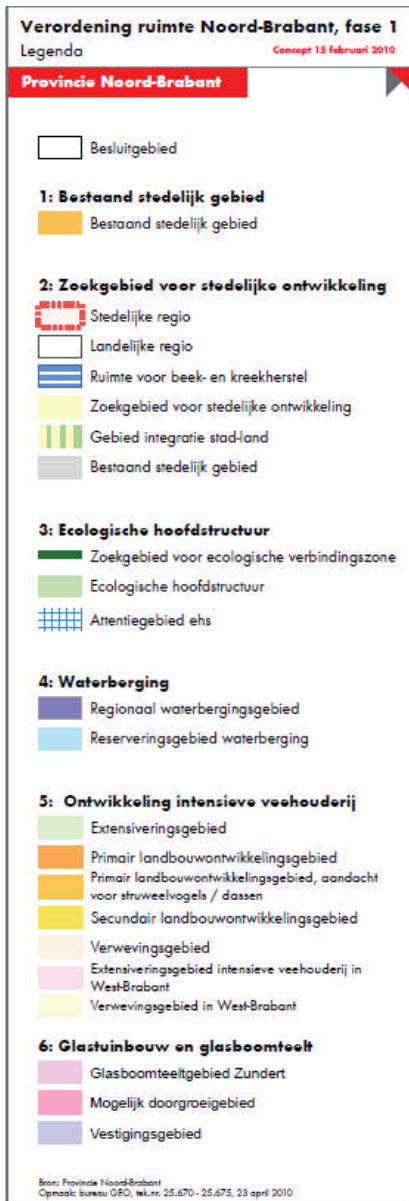 Verordening ruimte Noord-Brabant, fase 1
Legenda
Concept 15 februari 2010
Provincie Noord-Brabant
Besluitgebied
1: Bestaand stedelijk gebied
Bestaand stedelijk gebied
2: Zoekgebied voor stedelijke ontwikkeling
Stedelijke regio
Landelijke regio
Ruimte voor beek- en kreekherstel
Zoekgebied voor stedelijke ontwikkeling
Gebied integratie stad-land
Bestaand stedelijk gebied
3: Ecologische hoofdstructuur
Zoekgebied voor ecologische verbindingszone
Ecologische hoofdstructuur
Attentiegebied ehs
4: Waterberging
Regionaal waterbergingsgebied
Reserveringsgebied waterberging
5: Ontwikkeling intensieve veehouderij
Extensiveringsgebied
Primair landbouwontwikkelingsgebied
Primair landbouwontwikkelingsgebied, aandacht
voor struweelvogels / dassen
Secundair landbouwontwikkelingsgebied
Verwevingsgebied
Extensiveringsgebied intensieve veehouderij in
West-Brabant
Verwevingsgebied in West-Brabant
6: Glastuinbouw en glasboomteelt
Glasboomteeltgebied Zundert
Mogelijk doorgroeigebied
Vestigingsgebied
Bron: Provincie Noord-Brabant
Opmaak: bureau GEO, tek.nr. 25.670 - 25.675, 23 april 2010